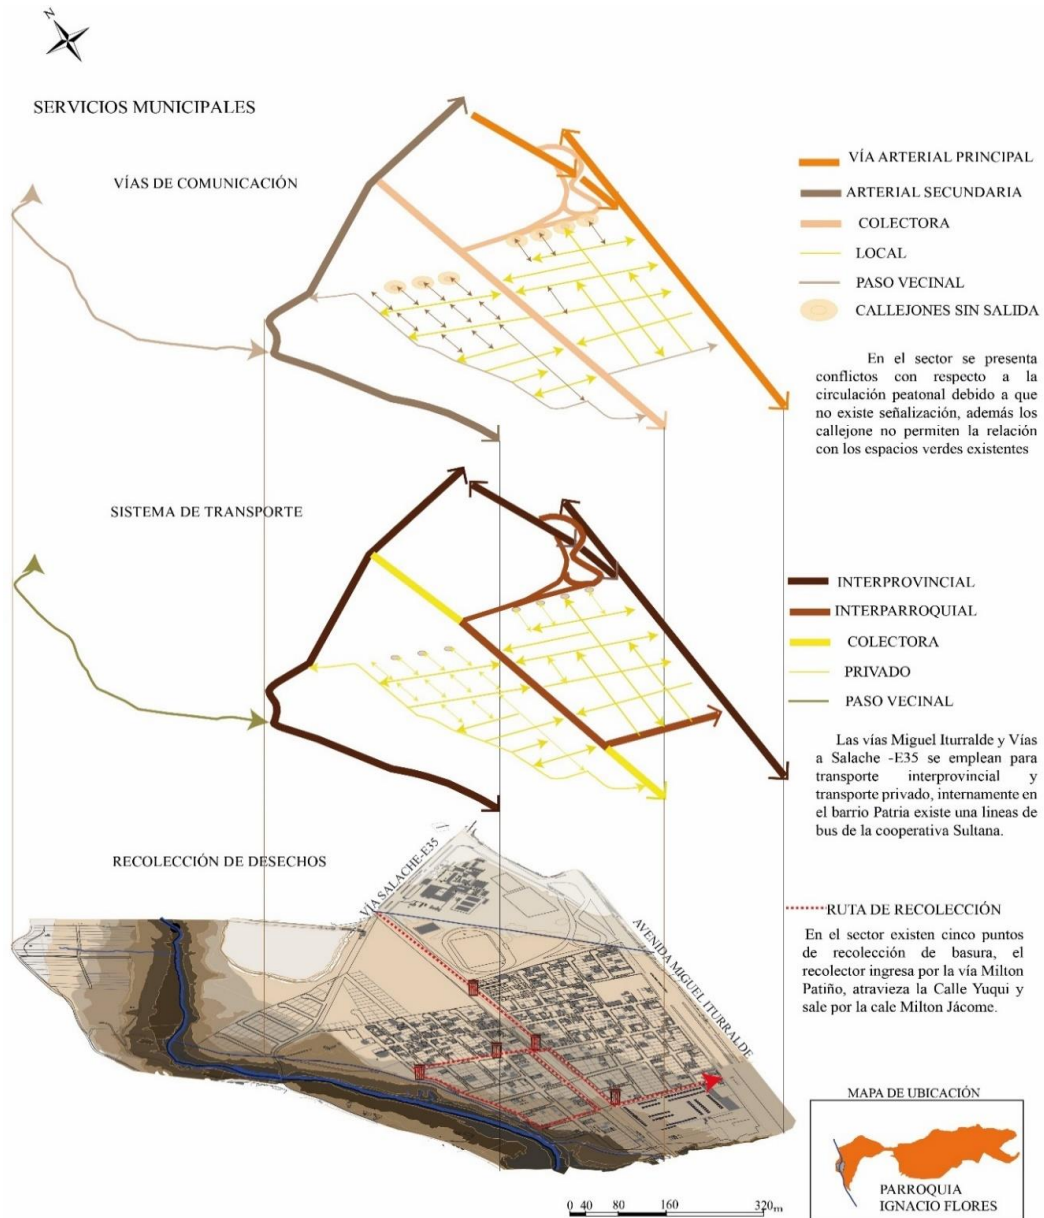 N
SERVICIOS MUNICIPALES
VÍAS DE COMUNICACIÓN
VÍA ARTERIAL PRINCIPAL
ARTERIAL SECUNDARIA
COLECTORA
LOCAL
PASO VECINAL
CALLEJONES SIN SALIDA
En el sector se presenta
conflictos con respecto a la
circulación peatonal debido a que
no existe señalización, además los
callejone no permiten la relación
con los espacios verdes existentes
SISTEMA DE TRANSPORTE
INTERPROVINCIAL
INTERPARROQUIAL
COLECTORA
PRIVADO
PASO VECINAL
Las vías Miguel Iturralde y Vías
a Salache -E35 se emplean para
transporte interprovincial y
transporte privado, internamente en
el barrio Patria existe una lineas de
bus de la cooperativa Sultana.
RECOLECCIÓN DE DESECHOS
VÍA SALACHE-E35
AVENIDA MIGUEL ITURRALDE
RUTA DE RECOLECCIÓN
En el sector existen cinco puntos
de recolección de basura, el
recolector ingresa por la vía Milton
Patiño, atravieza la Calle Yuqui y
sale por la cale Milton Jácome.
MAPA DE UBICACIÓN
PARROQUIA
IGNACIO FLORES
0 40 80 160 320m